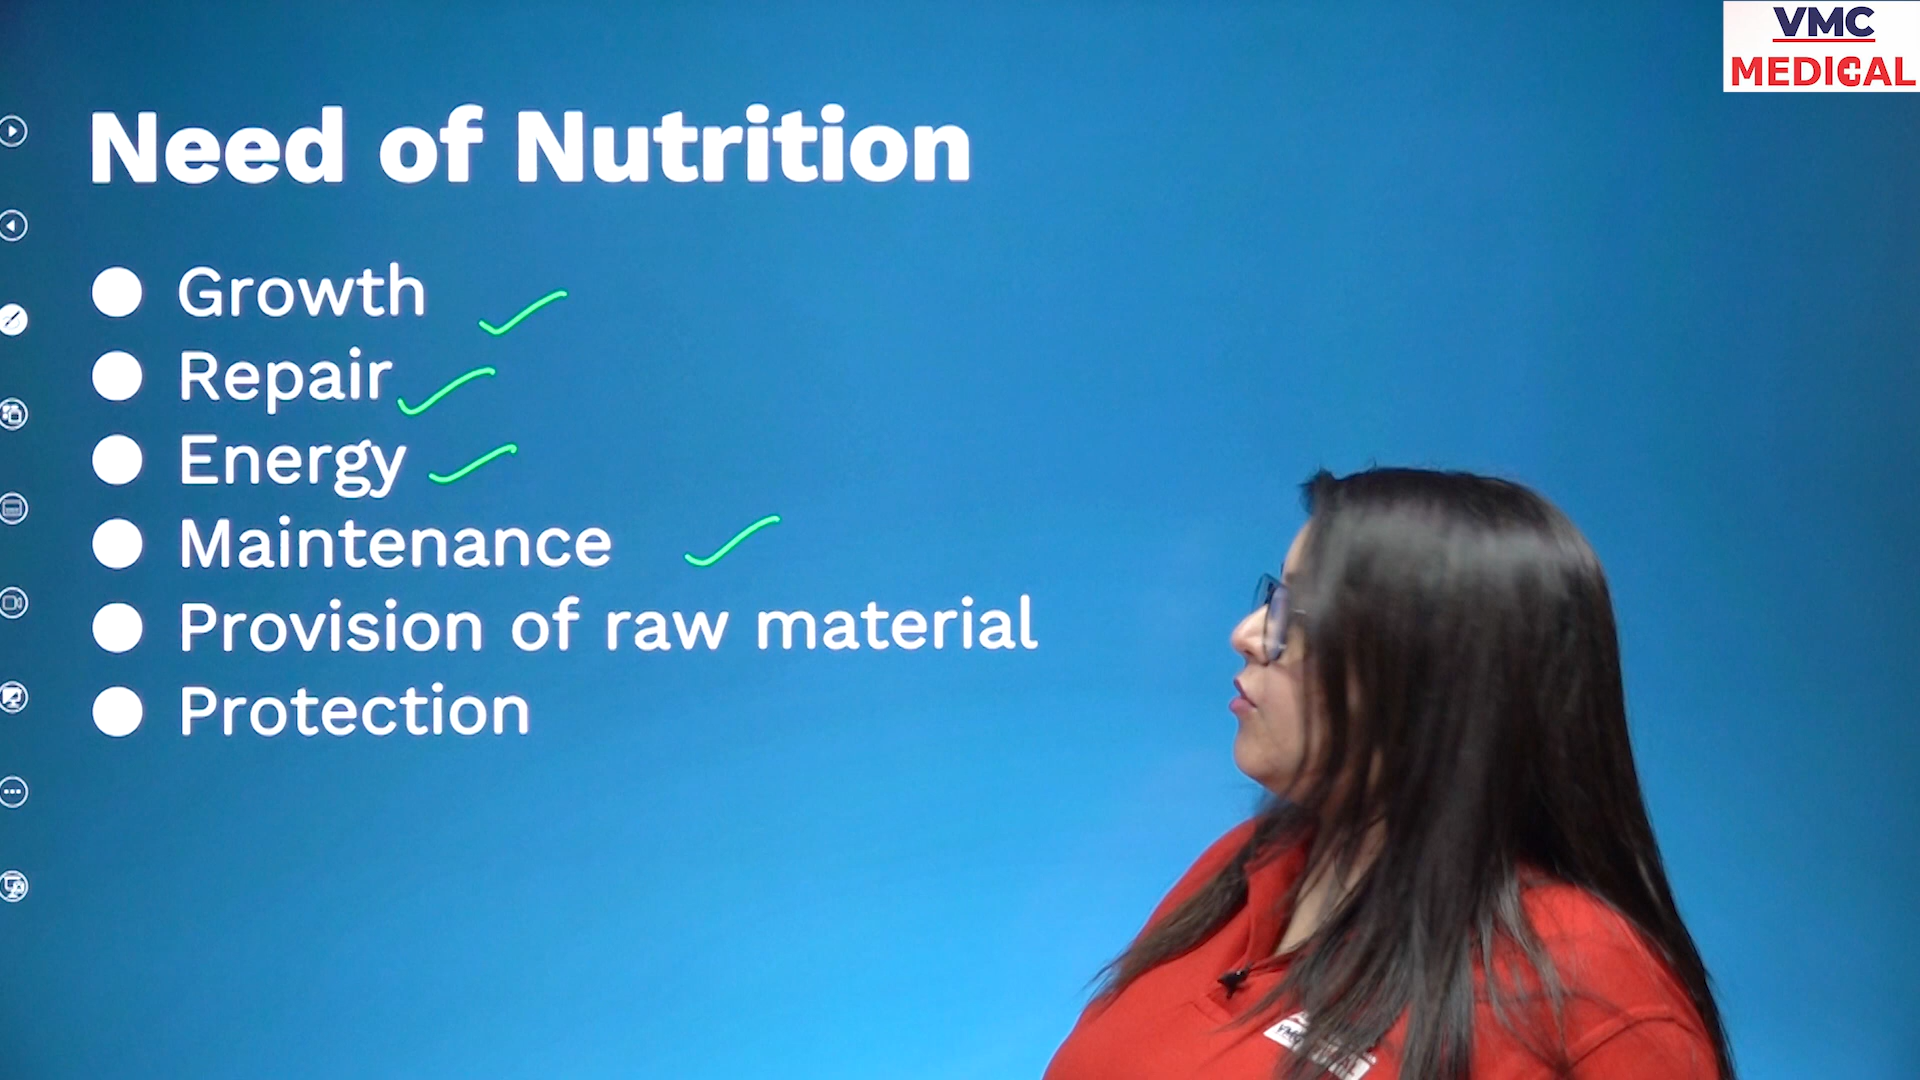 VMC
MEDICAL
Need of Nutrition
Growth
Repair
Energy
Maintenance
Provision of raw material
Protection